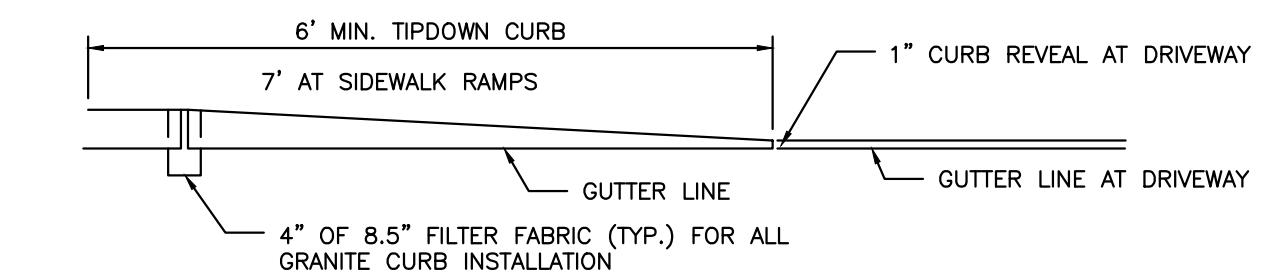 6' MIN. TIPDOWN CURB
7' AT SIDEWALK RAMPS
1" CURB REVEAL AT DRIVEWAY
GUTTER LINE
GUTTER LINE AT DRIVEWAY
4" OF 8.5" FILTER FABRIC (TYP.) FOR ALL
GRANITE CURB INSTALLATION